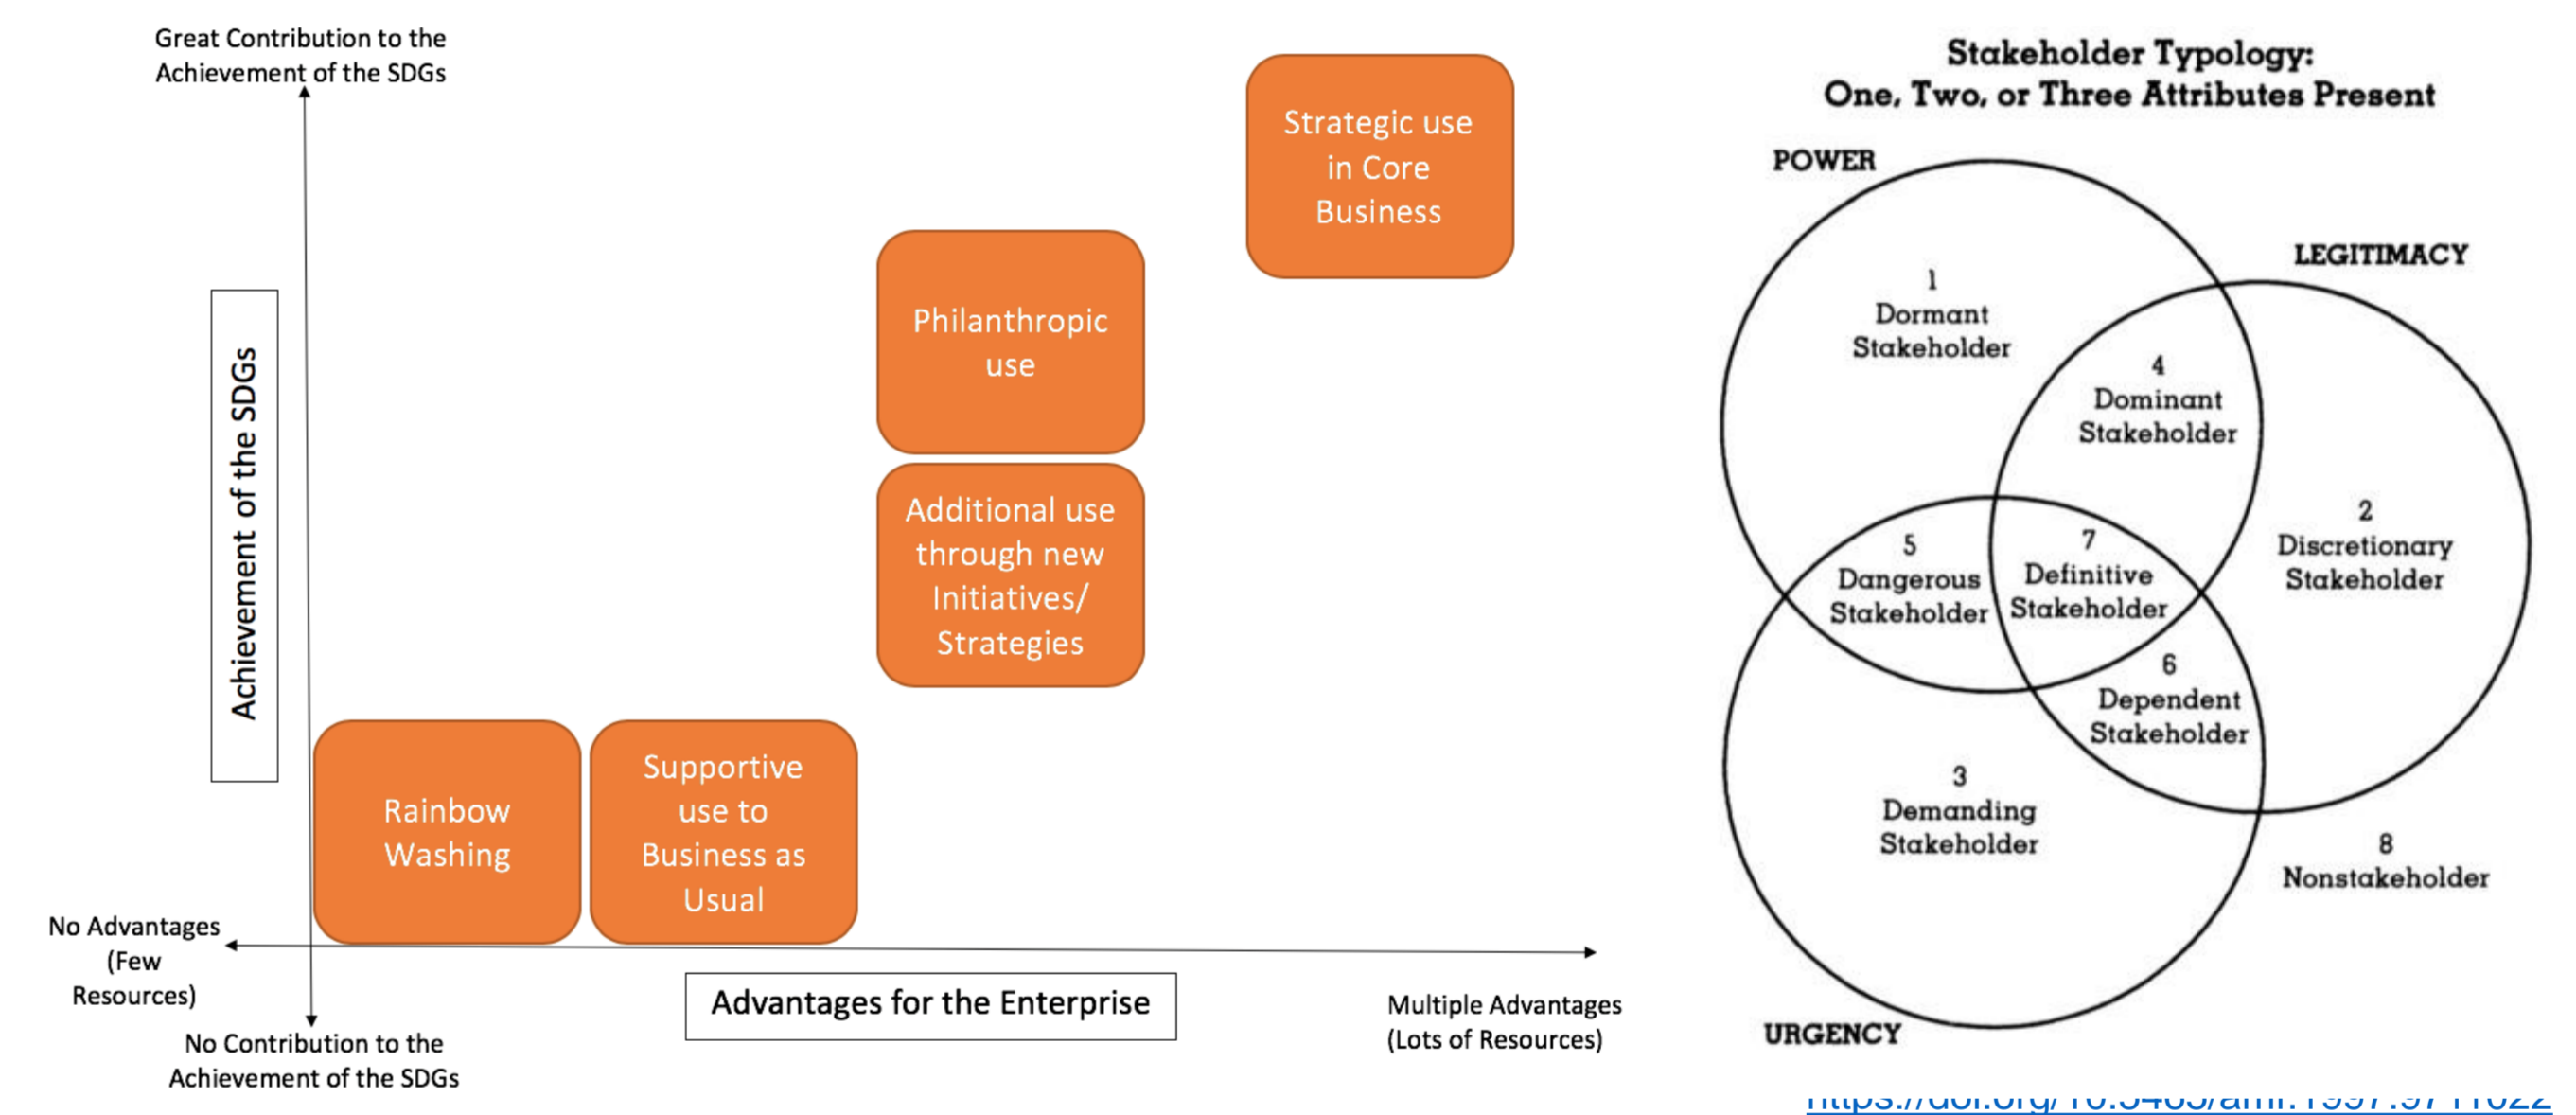 Great Contribution to the
Achievement of the SDGs
Achievement of the SDGs
Strategic use
in Core
Business
Philanthropic
use
Additional use
through new
Initiatives/
Strategies
Rainbow
Washing
Supportive
use to
Business as
Usual
No Advantages
(Few
Resources)
Advantages for the Enterprise
Multiple Advantages
(Lots of Resources)
No Contribution to the
Achievement of the SDGs
Stakeholder Typology:
One, Two, or Three Attributes Present
POWER
LEGITIMACY
1
Dormant
Stakeholder
4
Dominant
Stakeholder
2
Discretionary
Stakeholder
5
Dangerous
Stakeholder
7
Definitive
Stakeholder
6
Dependent
Stakeholder
3
Demanding
Stakeholder
8
Nonstakeholder
URGENCY